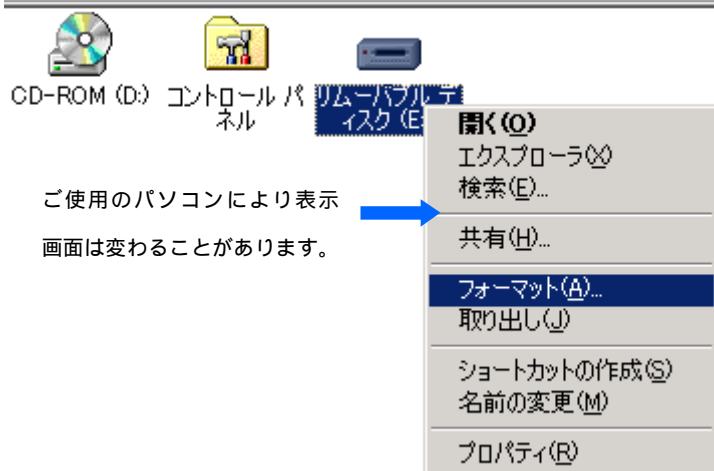 CD-ROM (D:)
コントロール パ
ネル
リムーバブル デ
ィスク (E:
ご使用のパソコンにより表示
画面は変わることがあります。
開く(O)
エクスプローラ(X)
検索(E)...
共有(H)...
フォーマット(A)...
取り出し(J)
ショートカットの作成(S)
名前の変更(M)
プロパティ(R)